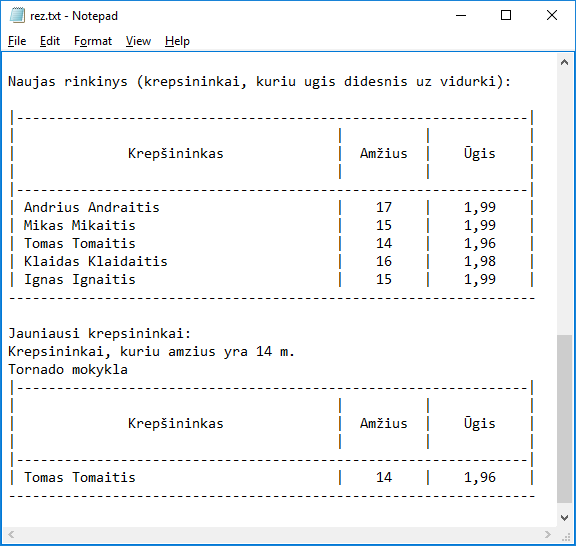 rez.txt - Notepad
File Edit Format View Help
Naujas rinkinys (krepsininkai, kuriu ugis didesnis uz vidurki):
|----------------------------------------------------------------|
| | | |
| Krepšininkas | Amžius | Ūgis |
| | | |
|----------------------------------------------------------------|
| Andrius Andraitis | 17 | 1,99 |
| Mikas Mikaitis | 15 | 1,99 |
| Tomas Tomaitis | 14 | 1,96 |
| Klaidas Klaidaitis | 16 | 1,98 |
| Ignas Ignaitis | 15 | 1,99 |
------------------------------------------------------------------
Jauniausi krepsininkai:
Krepsininkai, kuriu amzius yra 14 m.
Tornado mokykla
|----------------------------------------------------------------|
| | | |
| Krepšininkas | Amžius | Ūgis |
| | | |
|----------------------------------------------------------------|
| Tomas Tomaitis | 14 | 1,96 |
------------------------------------------------------------------